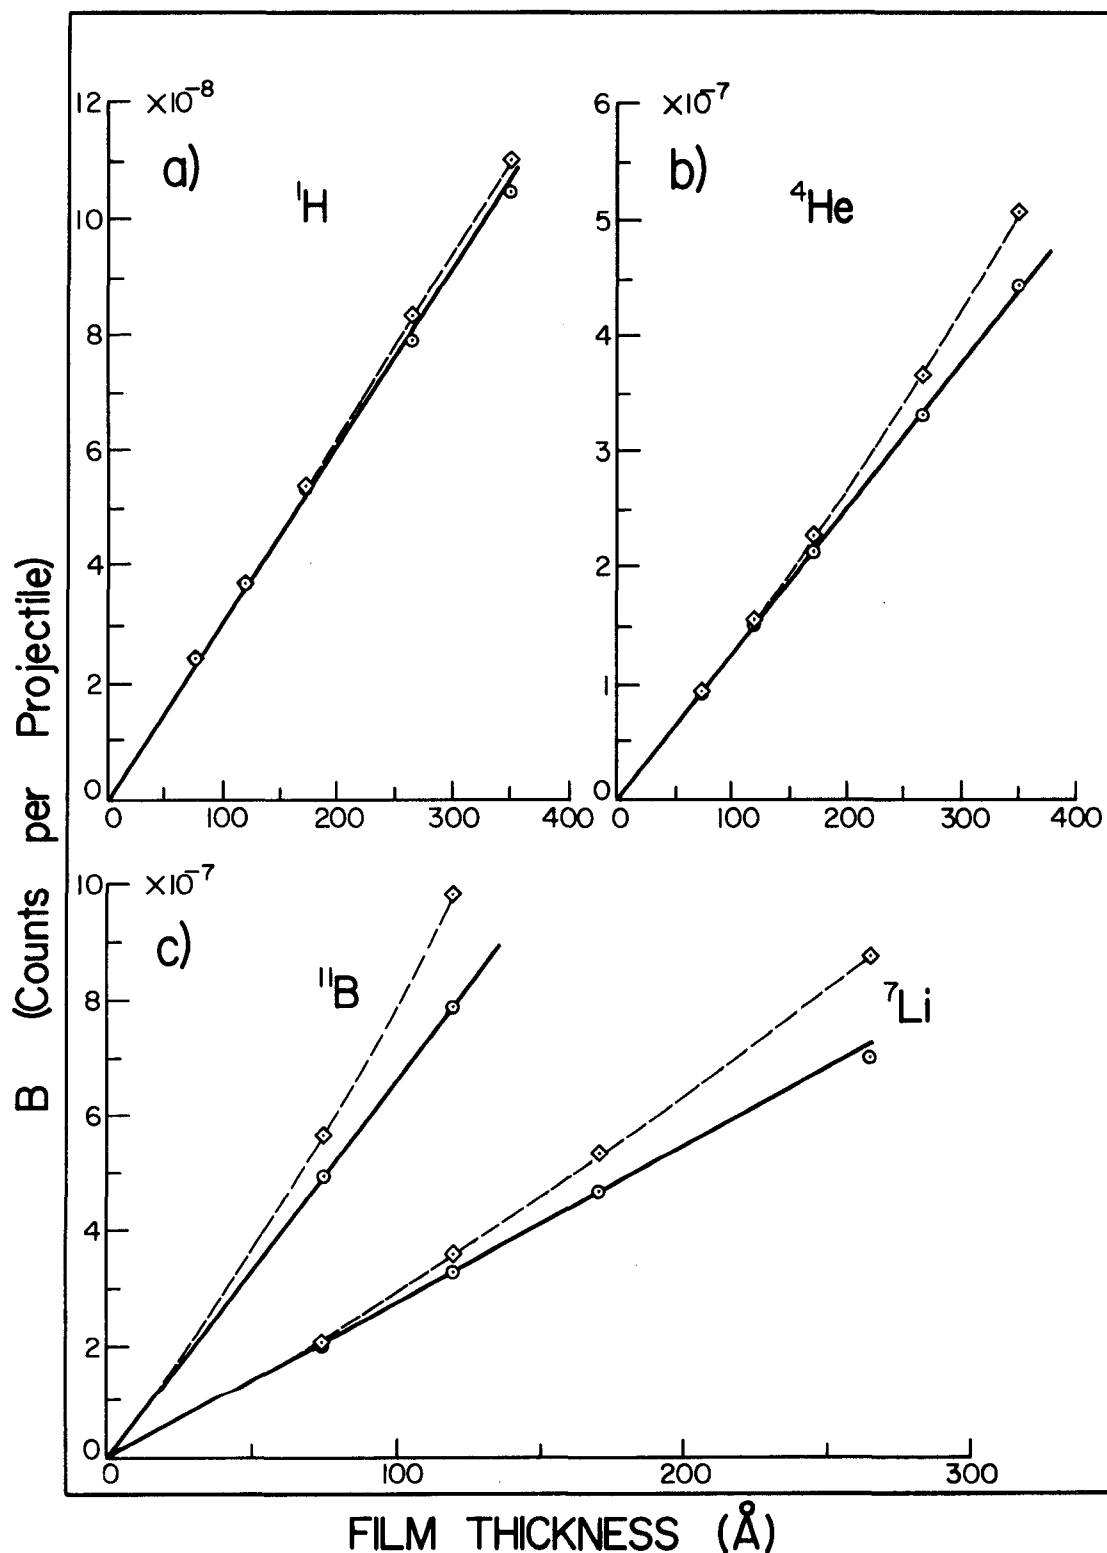 B (Counts per Projectile)
12 ×10⁻⁸
a)
¹H
10
8
6
4
2
0
0 100 200 300 400
6 ×10⁻⁷
b)
⁴He
5
4
3
2
1
0
0 100 200 300 400
10 ×10⁻⁷
c)
¹¹B
⁷Li
8
6
4
2
0
0 100 200 300
FILM THICKNESS (Å)